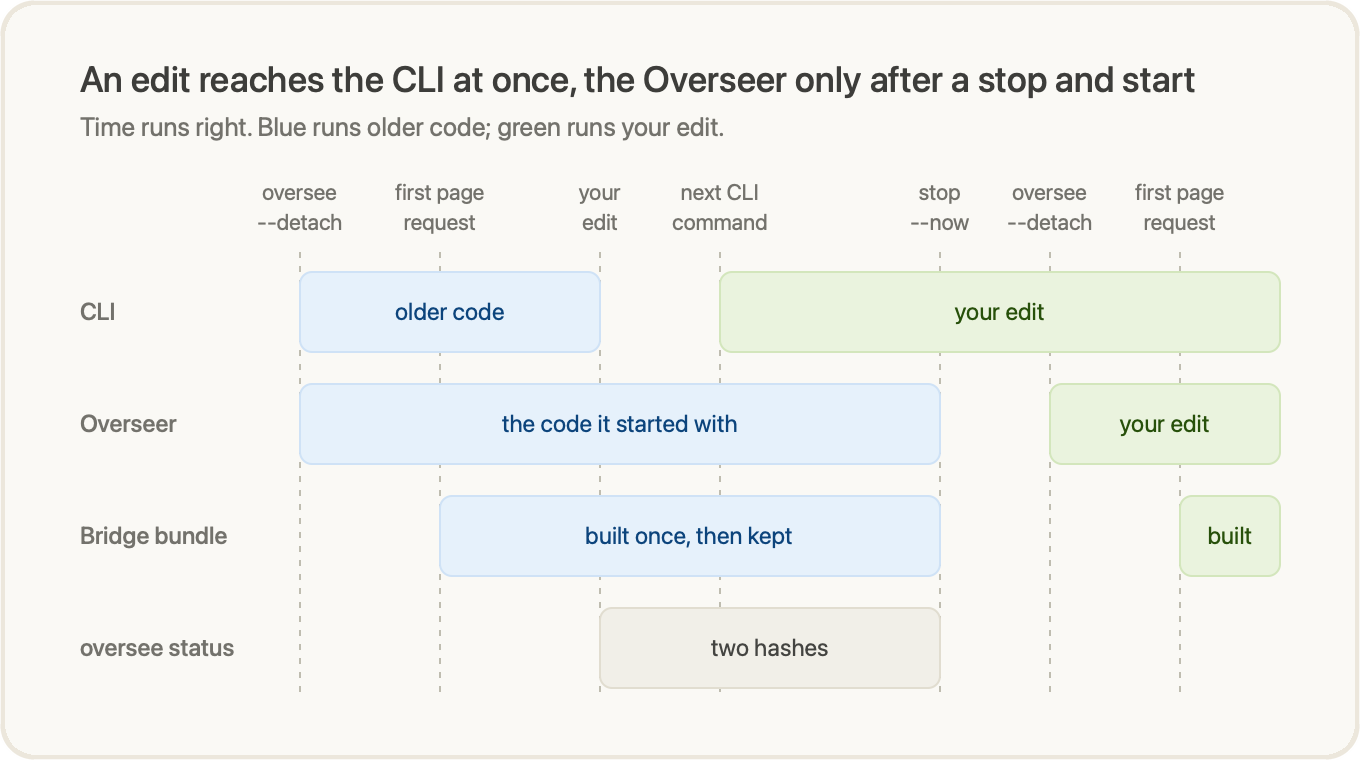 An edit reaches the CLI at once, the Overseer only after a stop and start
Time runs right. Blue runs older code; green runs your edit.
oversee
--detach
first page
request
your
edit
next CLI
command
stop
--now
oversee
--detach
first page
request
CLI
older code
your edit
Overseer
the code it started with
your edit
Bridge bundle
built once, then kept
built
oversee status
two hashes